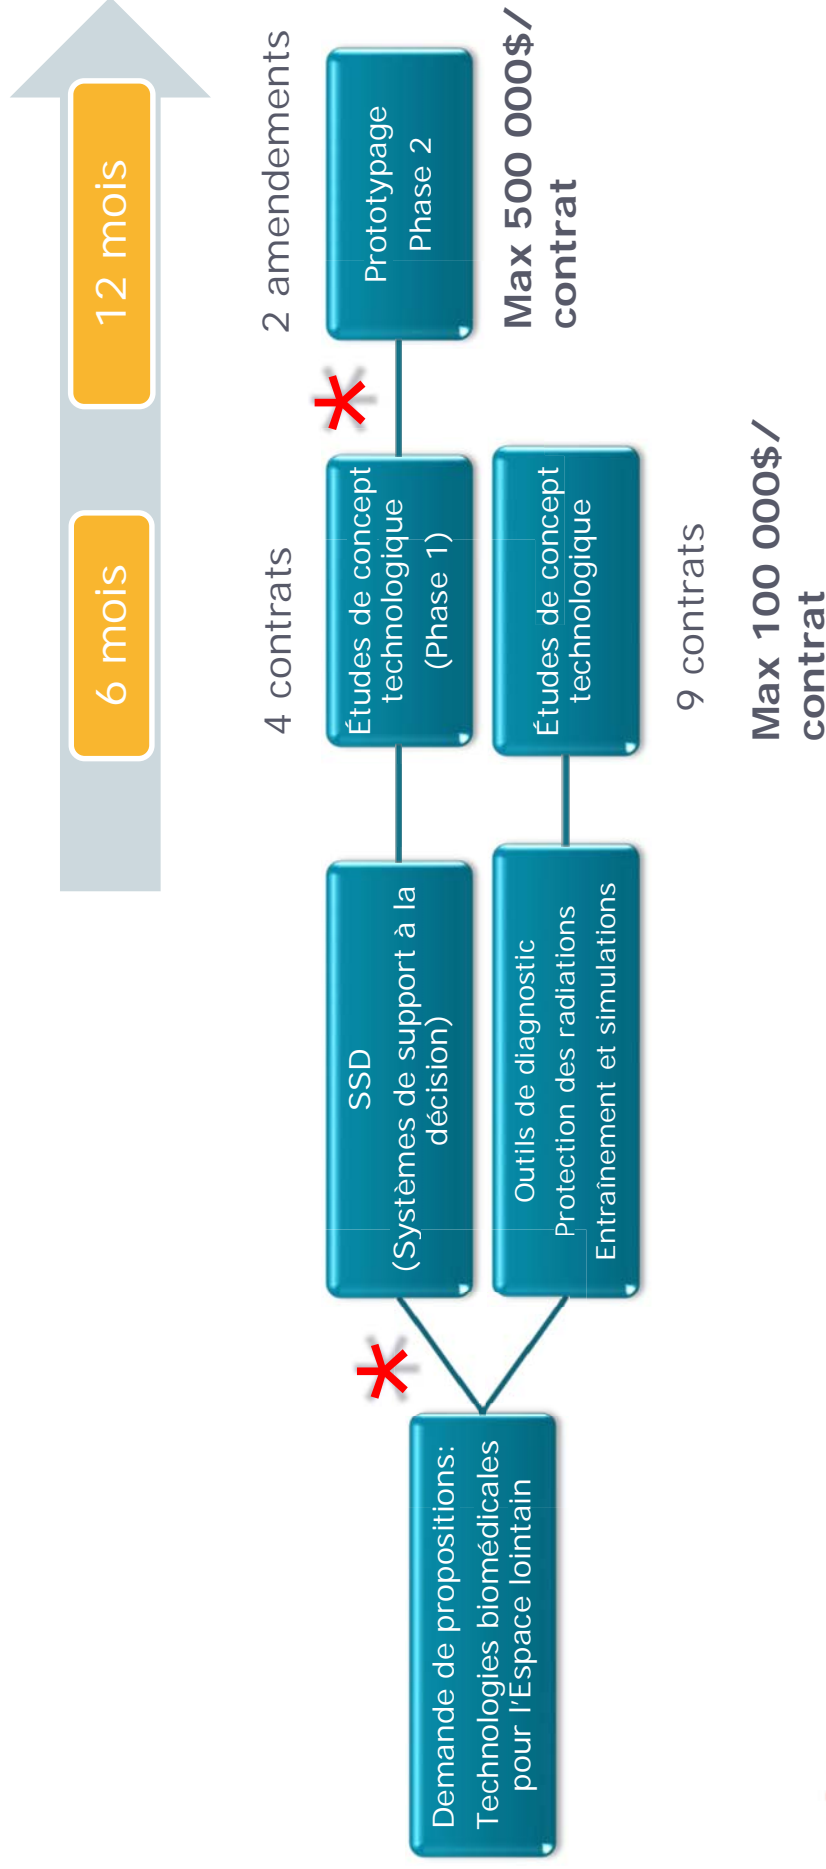 6 mois
12 mois
Demande de propositions:
Technologies biomédicales
pour l'Espace lointain
*
SSD
(Systèmes de support à la
décision)
4 contrats
Études de concept
technologique
(Phase 1)
*
2 amendements
Prototypage
Phase 2
Max 500 000$/
contrat
Outils de diagnostic
Protection des radiations
Entraînement et simulations
Études de concept
technologique
9 contrats
Max 100 000$/
contrat